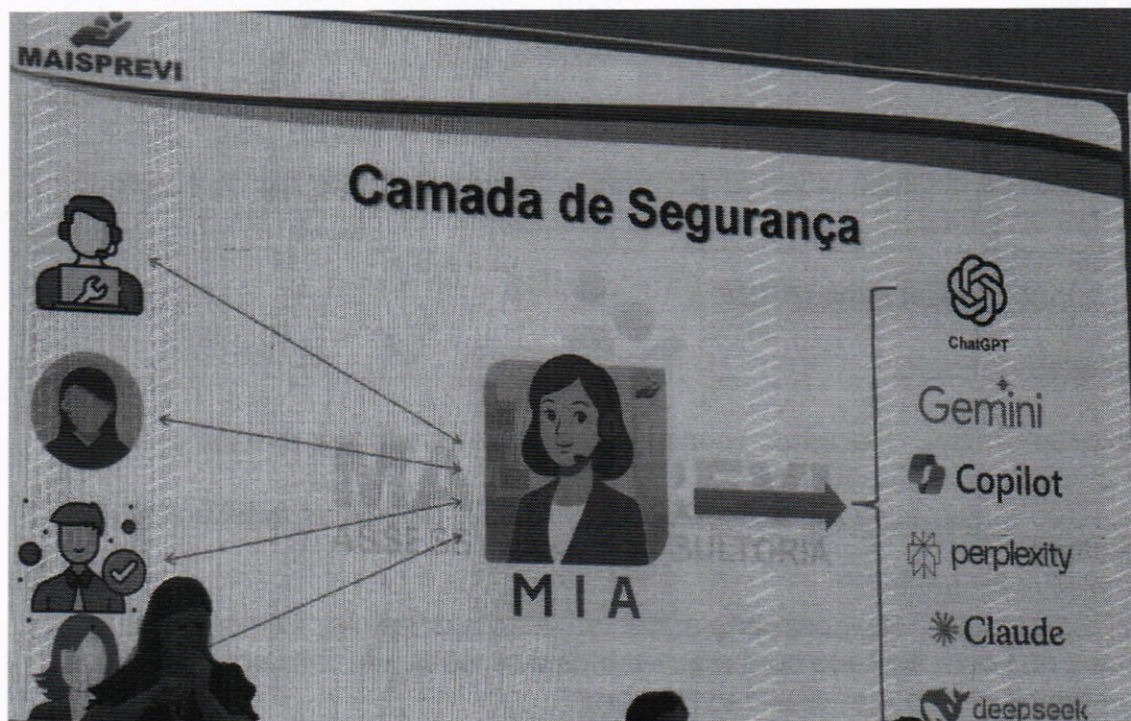 MAISPREVI
Camada de Segurança
ChatGPT
Gemini
Copilot
perplexity
Claude
deepseek
MIA